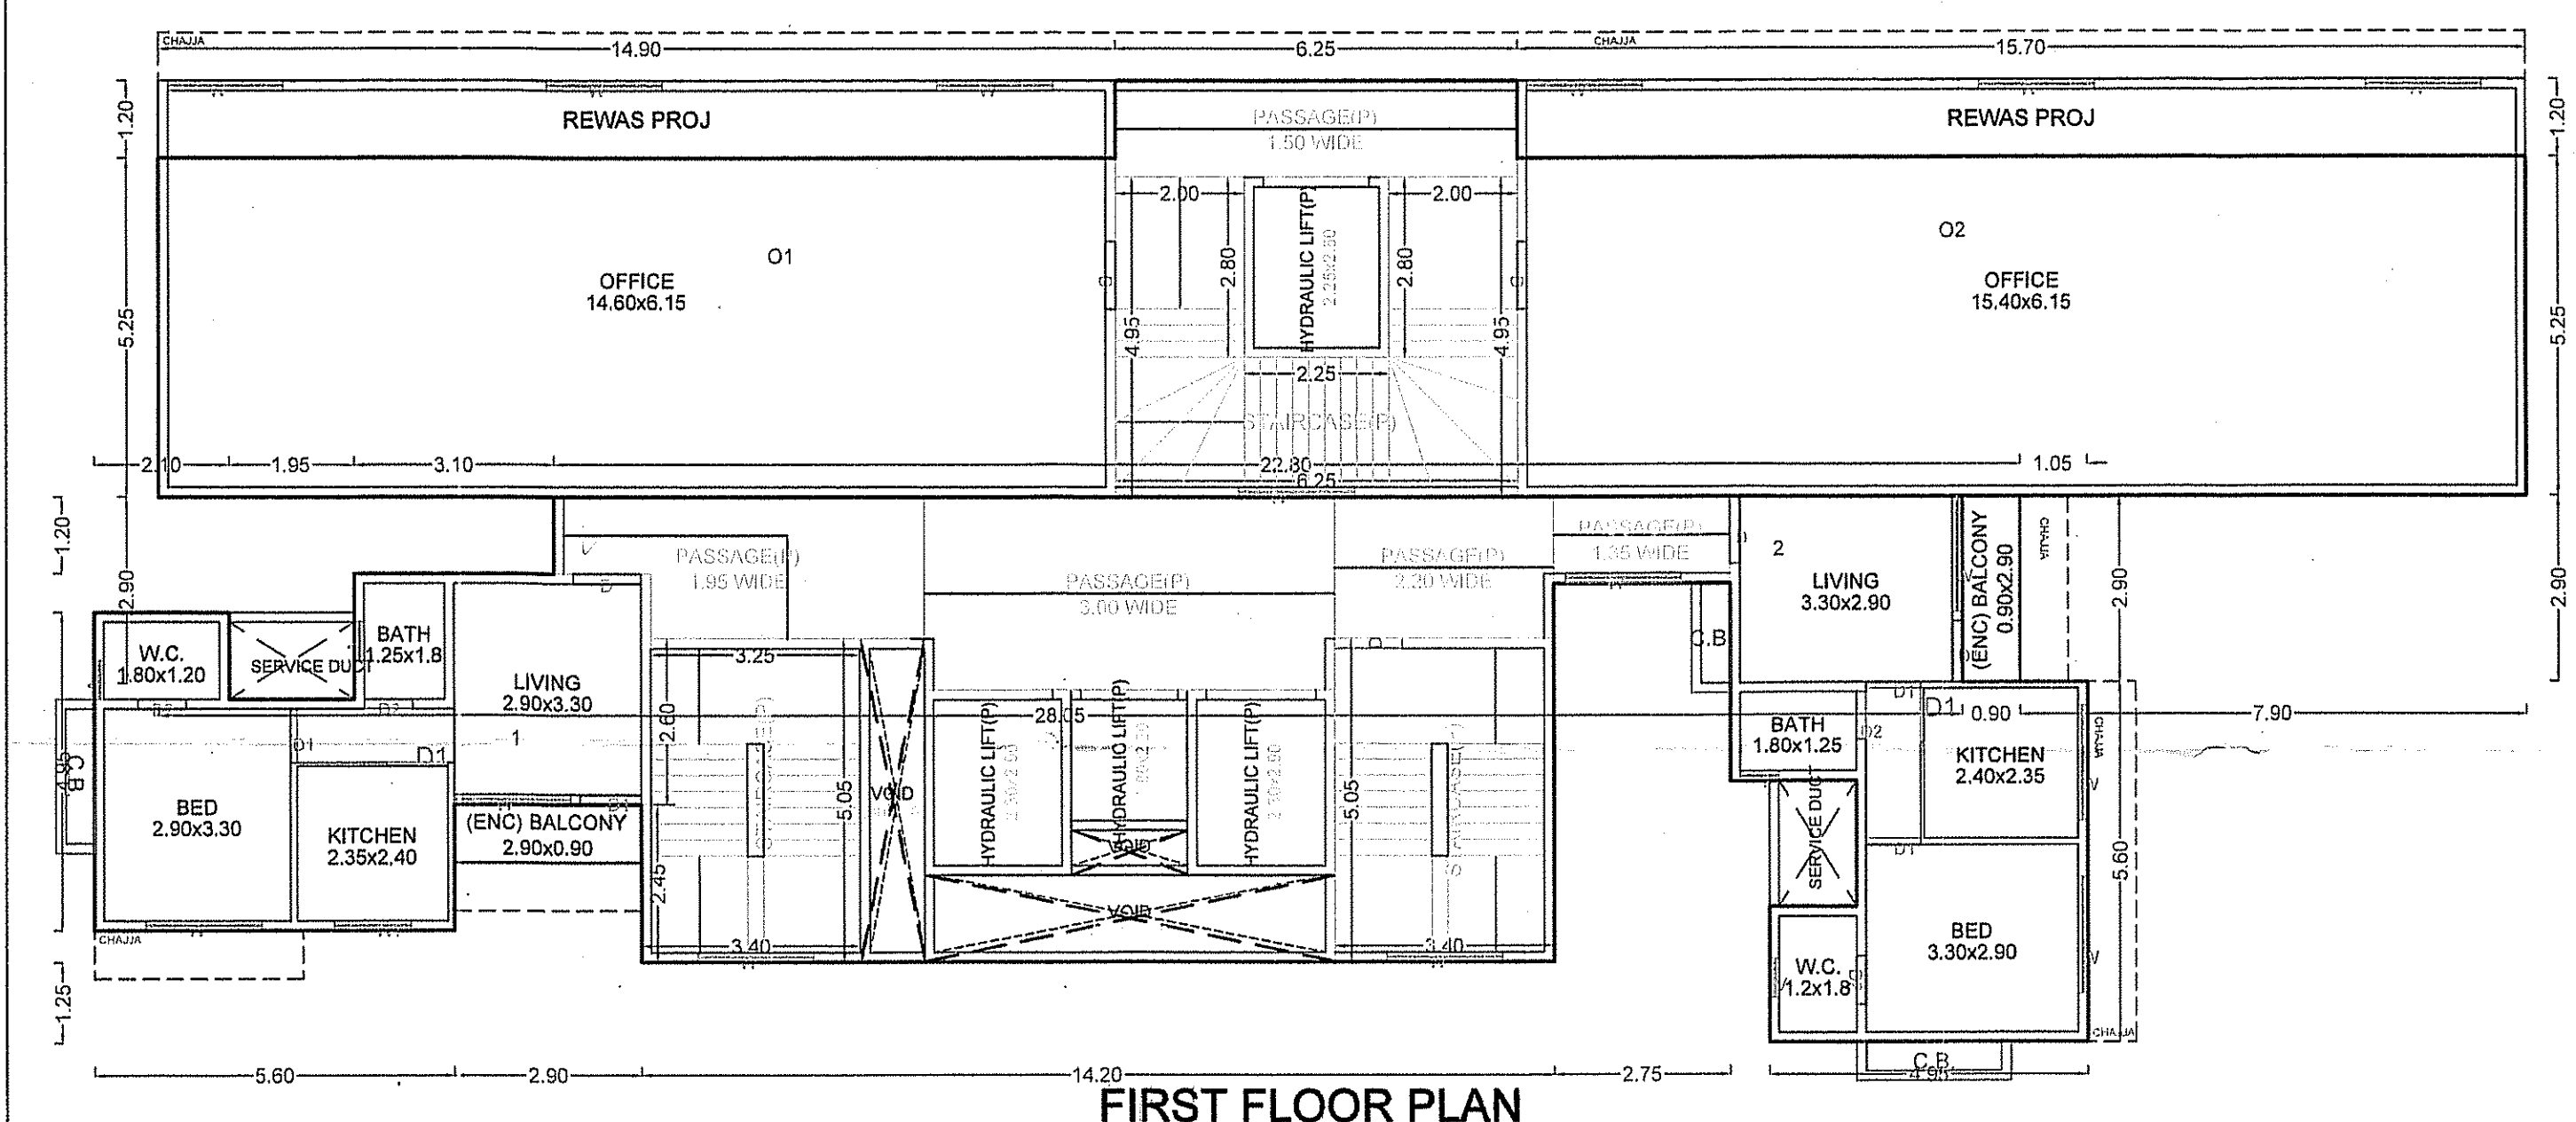 CHAJJA
14.90
6.25
CHAJJA
15.70
1.20
REWAS PROJ
PASSAGE(P)
1.50 WIDE
REWAS PROJ
1.20
2.00
2.00
O1
O2
OFFICE
14.60x6.15
HYDRAULIC LIFT(P)
2.80
2.80
OFFICE
15.40x6.15
5.25
4.95
4.95
5.25
2.25
STAIRCASE(P)
2.10
1.95
3.10
22.80
1.05
6.25
1.20
2.90
PASSAGE(P)
1.95 WIDE
PASSAGE(P)
3.00 WIDE
PASSAGE(P)
2.30 WIDE
PASSAGE(P)
1.35 WIDE
2
LIVING
3.30x2.90
(ENC) BALCONY
0.90x2.90
CHAJJA
2.90
2.90
W.C.
1.80x1.20
SERVICE DUCT
BATH
1.25x1.8
LIVING
2.90x3.30
3.25
C.B
D2
D2
28.05
0.90
7.90
D1
D1
1
2.60
5.05
VOID
HYDRAULIC LIFT(P)
HYDRAULIC LIFT(P)
HYDRAULIC LIFT(P)
5.05
BATH
1.80x1.25
D2
D1
D1
KITCHEN
2.40x2.35
CHAJJA
C.B
BED
2.90x3.30
KITCHEN
2.35x2.40
(ENC) BALCONY
2.90x0.90
VOID
SERVICE DUCT
D1
5.60
2.45
VOID
3.40
3.40
BED
3.30x2.90
CHAJJA
W.C.
1.2x1.8
1.25
CHAJJA
C.B.
5.60
2.90
14.20
2.75
4.95
FIRST FLOOR PLAN